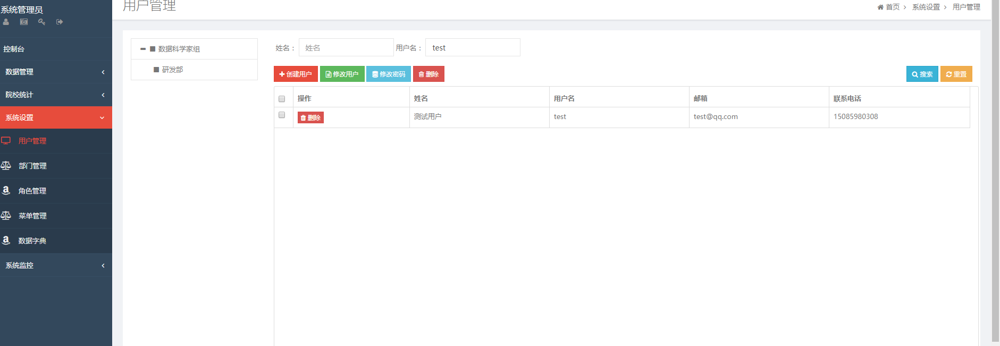 系统管理员
控制台
数据管理
院校统计
系统设置
用户管理
部门管理
角色管理
菜单管理
数据字典
系统监控
用户管理
首页 > 系统设置 > 用户管理
数据科学家组
研发部
姓名： 姓名 用户名： test
创建用户 修改用户 修改密码 删除 搜索 重置
操作 姓名 用户名 邮箱 联系电话
删除 测试用户 test test@qq.com 15085980308